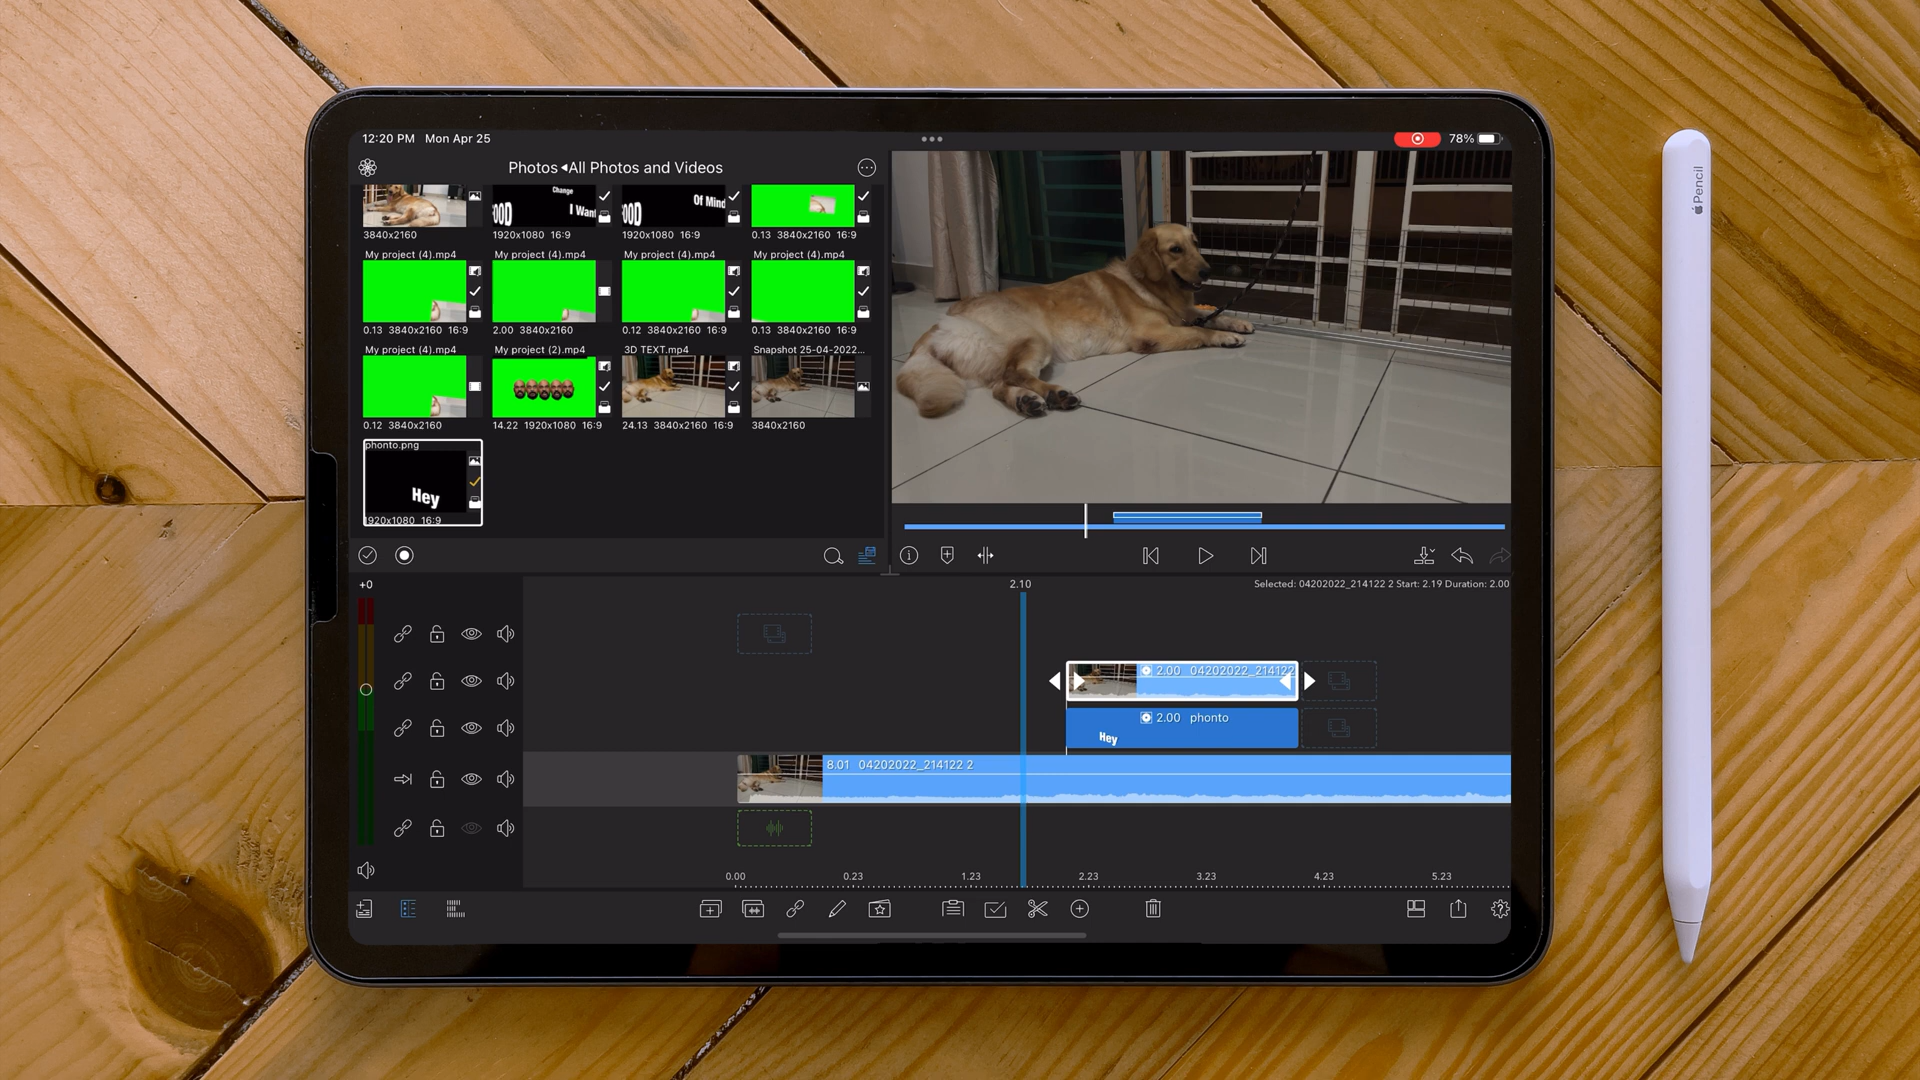 12:20 PM Mon Apr 25
78%
Photos ◂ All Photos and Videos
Change
I Want
OOD
Of Mind
OOD
3840x2160
1920x1080 16:9
1920x1080 16:9
0.13 3840x2160 16:9
My project (4).mp4
My project (4).mp4
My project (4).mp4
My project (4).mp4
0.13 3840x2160 16:9
2.00 3840x2160
0.12 3840x2160 16:9
0.13 3840x2160 16:9
My project (4).mp4
My project (2).mp4
3D TEXT.mp4
Snapshot 25-04-2022...
0.12 3840x2160
14.22 1920x1080 16:9
24.13 3840x2160 16:9
3840x2160
phonto.png
Hey
1920x1080 16:9
Pencil
+0
2.10
Selected: 04202022_214122 2 Start: 2.19 Duration: 2.00
2.00 04202022_214122
2.00 phonto
Hey
8.01 04202022_214122 2
0.00 0.23 1.23 2.23 3.23 4.23 5.23